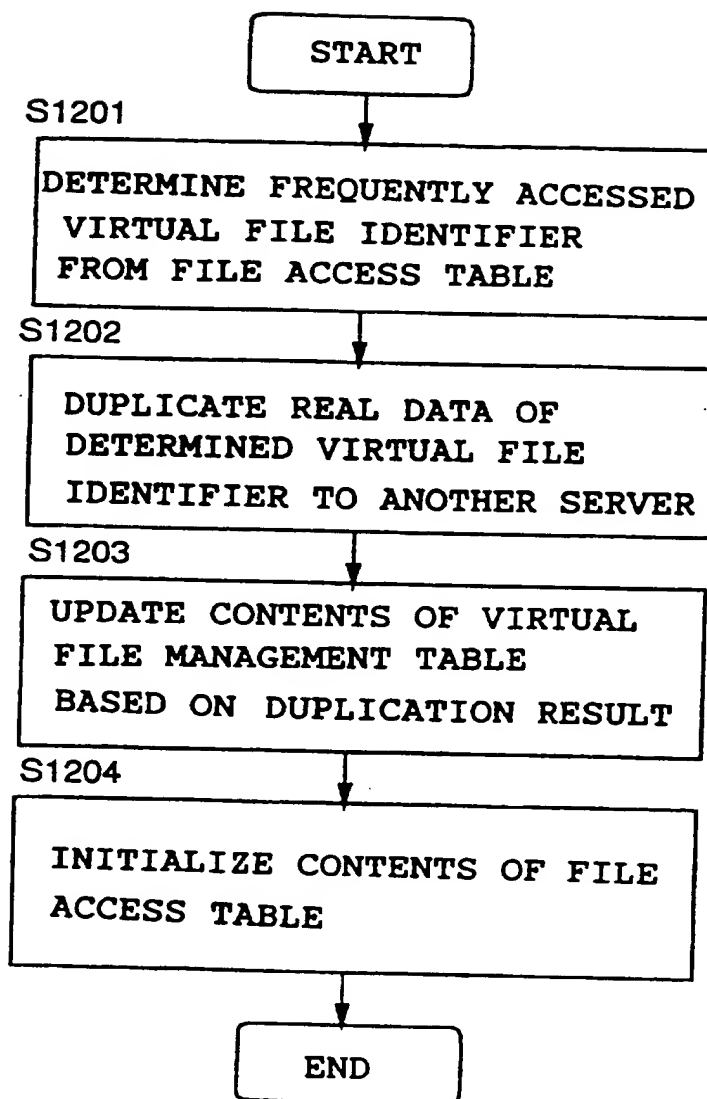 START
S1201
DETERMINE FREQUENTLY ACCESSED
VIRTUAL FILE IDENTIFIER
FROM FILE ACCESS TABLE
S1202
DUPLICATE REAL DATA OF
DETERMINED VIRTUAL FILE
IDENTIFIER TO ANOTHER SERVER
S1203
UPDATE CONTENTS OF VIRTUAL
FILE MANAGEMENT TABLE
BASED ON DUPLICATION RESULT
S1204
INITIALIZE CONTENTS OF FILE
ACCESS TABLE
END